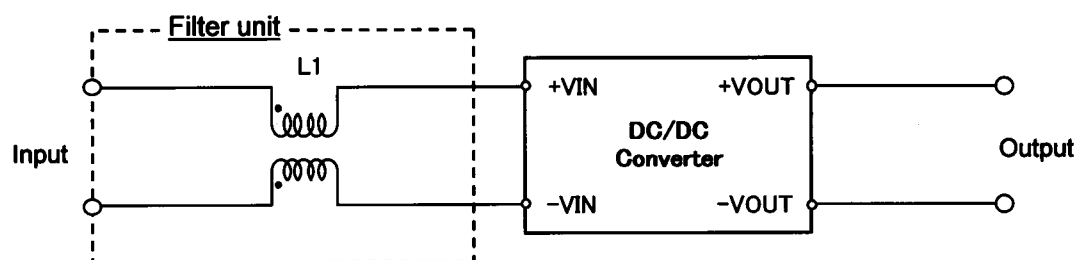 Filter unit
L1
+VIN
+VOUT
DC/DC
Converter
Input
Output
-VIN
-VOUT